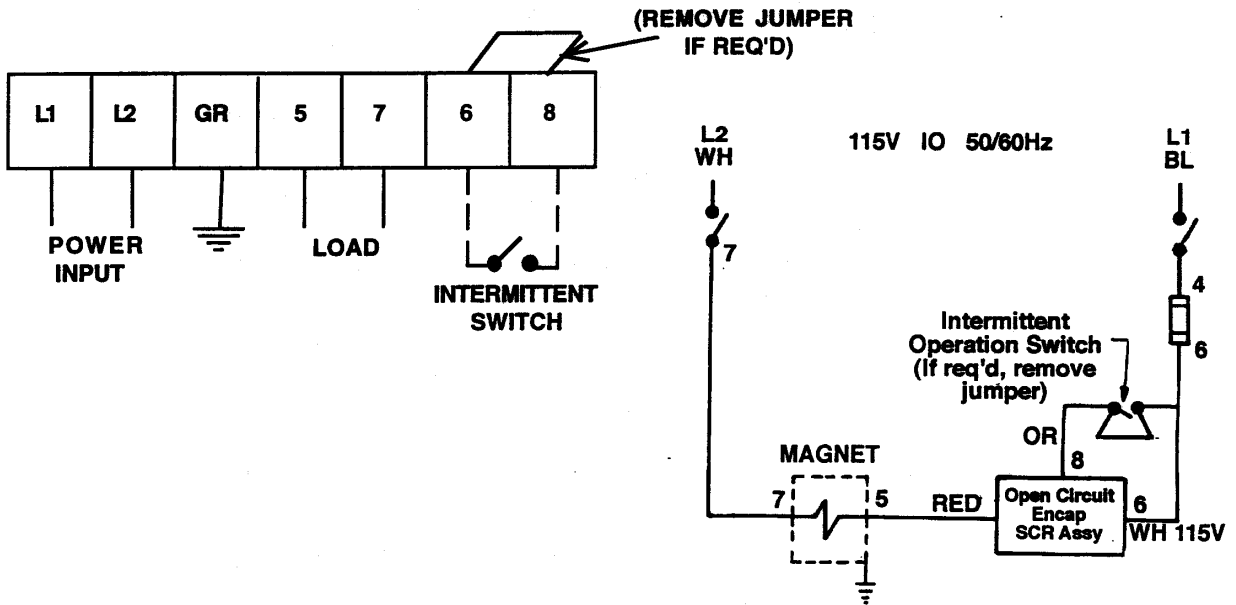 (REMOVE JUMPER
IF REQ'D)
L1 L2 GR 5 7 6 8
POWER
INPUT
LOAD
INTERMITTENT
SWITCH
L2
WH
115V IO 50/60Hz
L1
BL
7
4
6
Intermittent
Operation Switch
(If req'd, remove
jumper)
OR
8
MAGNET
7
5
RED
Open Circuit
Encap
SCR Assy
6
WH 115V